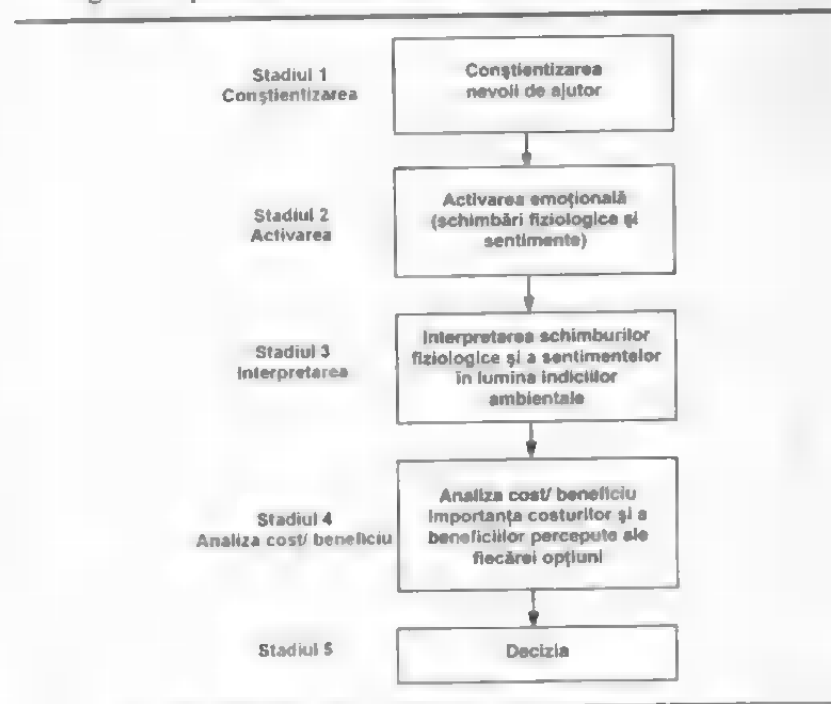 Stadiul 1
Conştientizarea
Conştientizarea
nevoii de ajutor
Stadiul 2
Activarea
Activarea emoţională
(schimbări fiziologice şi
sentimente)
Stadiul 3
Interpretarea
Interpretarea schimburilor
fiziologice şi a sentimentelor
în lumina indiciilor
ambientale
Stadiul 4
Analiza cost/ beneficiu
Analiza cost/ beneficiu
Importanţa costurilor şi a
beneficiilor percepute ale
fiecărei opţiuni
Stadiul 5
Decizia